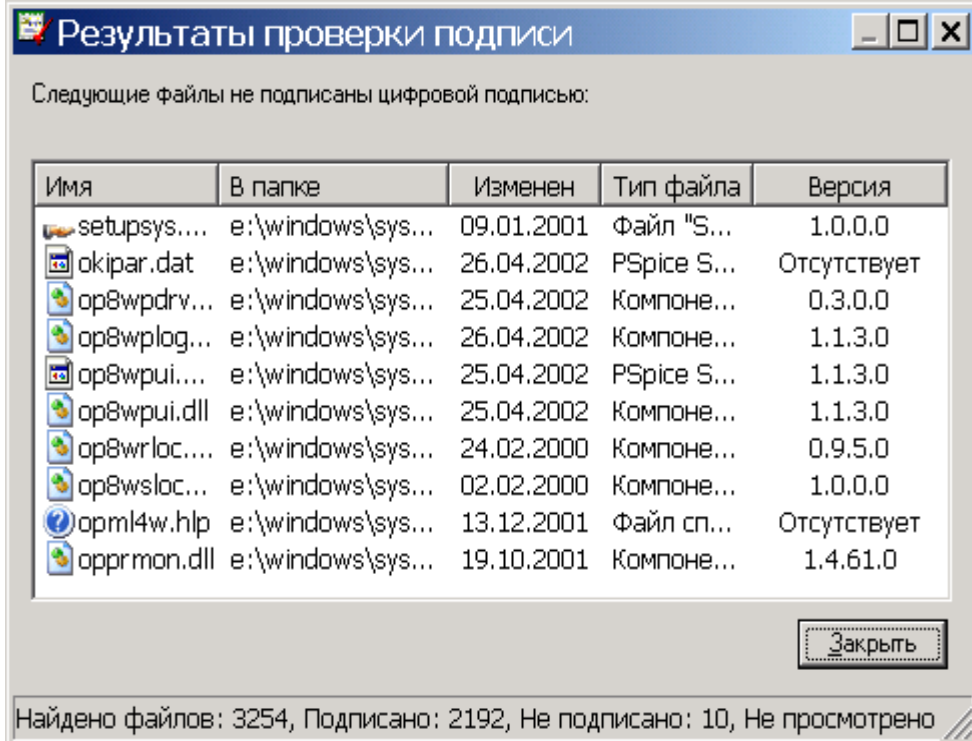 Результаты проверки подписи
Следующие файлы не подписаны цифровой подписью:
Имя В папке Изменен Тип файла Версия
setupsys.... e:\windows\sys... 09.01.2001 Файл "S... 1.0.0.0
okipar.dat e:\windows\sys... 26.04.2002 PSpice S... Отсутствует
op8wpdrv... e:\windows\sys... 25.04.2002 Компоне... 0.3.0.0
op8wplog... e:\windows\sys... 26.04.2002 Компоне... 1.1.3.0
op8wpui.... e:\windows\sys... 25.04.2002 PSpice S... 1.1.3.0
op8wpui.dll e:\windows\sys... 25.04.2002 Компоне... 1.1.3.0
op8wrloc.... e:\windows\sys... 24.02.2000 Компоне... 0.9.5.0
op8wsloc... e:\windows\sys... 02.02.2000 Компоне... 1.0.0.0
opml4w.hlp e:\windows\sys... 13.12.2001 Файл сп... Отсутствует
opprmon.dll e:\windows\sys... 19.10.2001 Компоне... 1.4.61.0
Закрыть
Найдено файлов: 3254, Подписано: 2192, Не подписано: 10, Не просмотрено